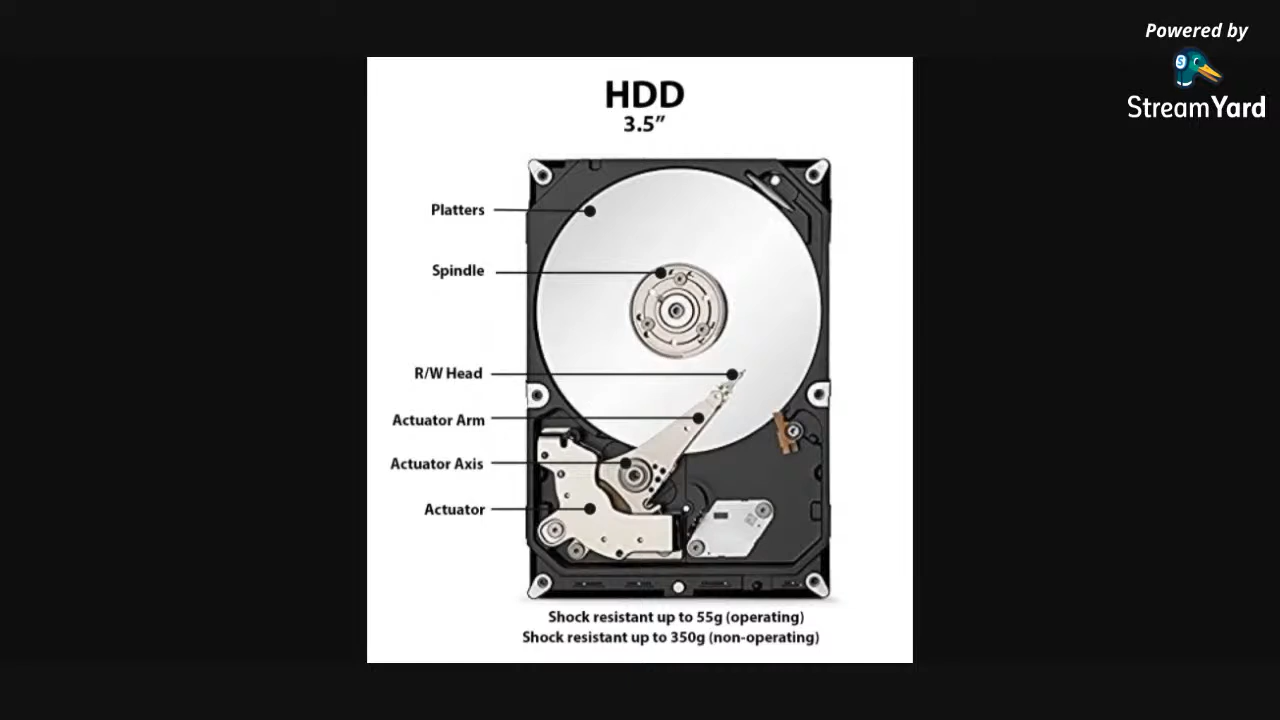 Powered by
StreamYard
HDD
3.5”
Platters
Spindle
R/W Head
Actuator Arm
Actuator Axis
Actuator
Shock resistant up to 55g (operating)
Shock resistant up to 350g (non-operating)